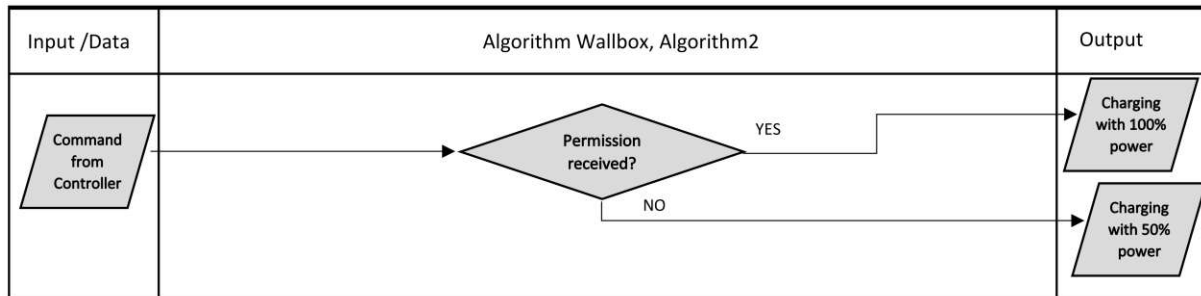 Input /Data
Algorithm Wallbox, Algorithm2
Output
Command
from
Controller
Permission
received?
YES
NO
Charging
with 100%
power
Charging
with 50%
power